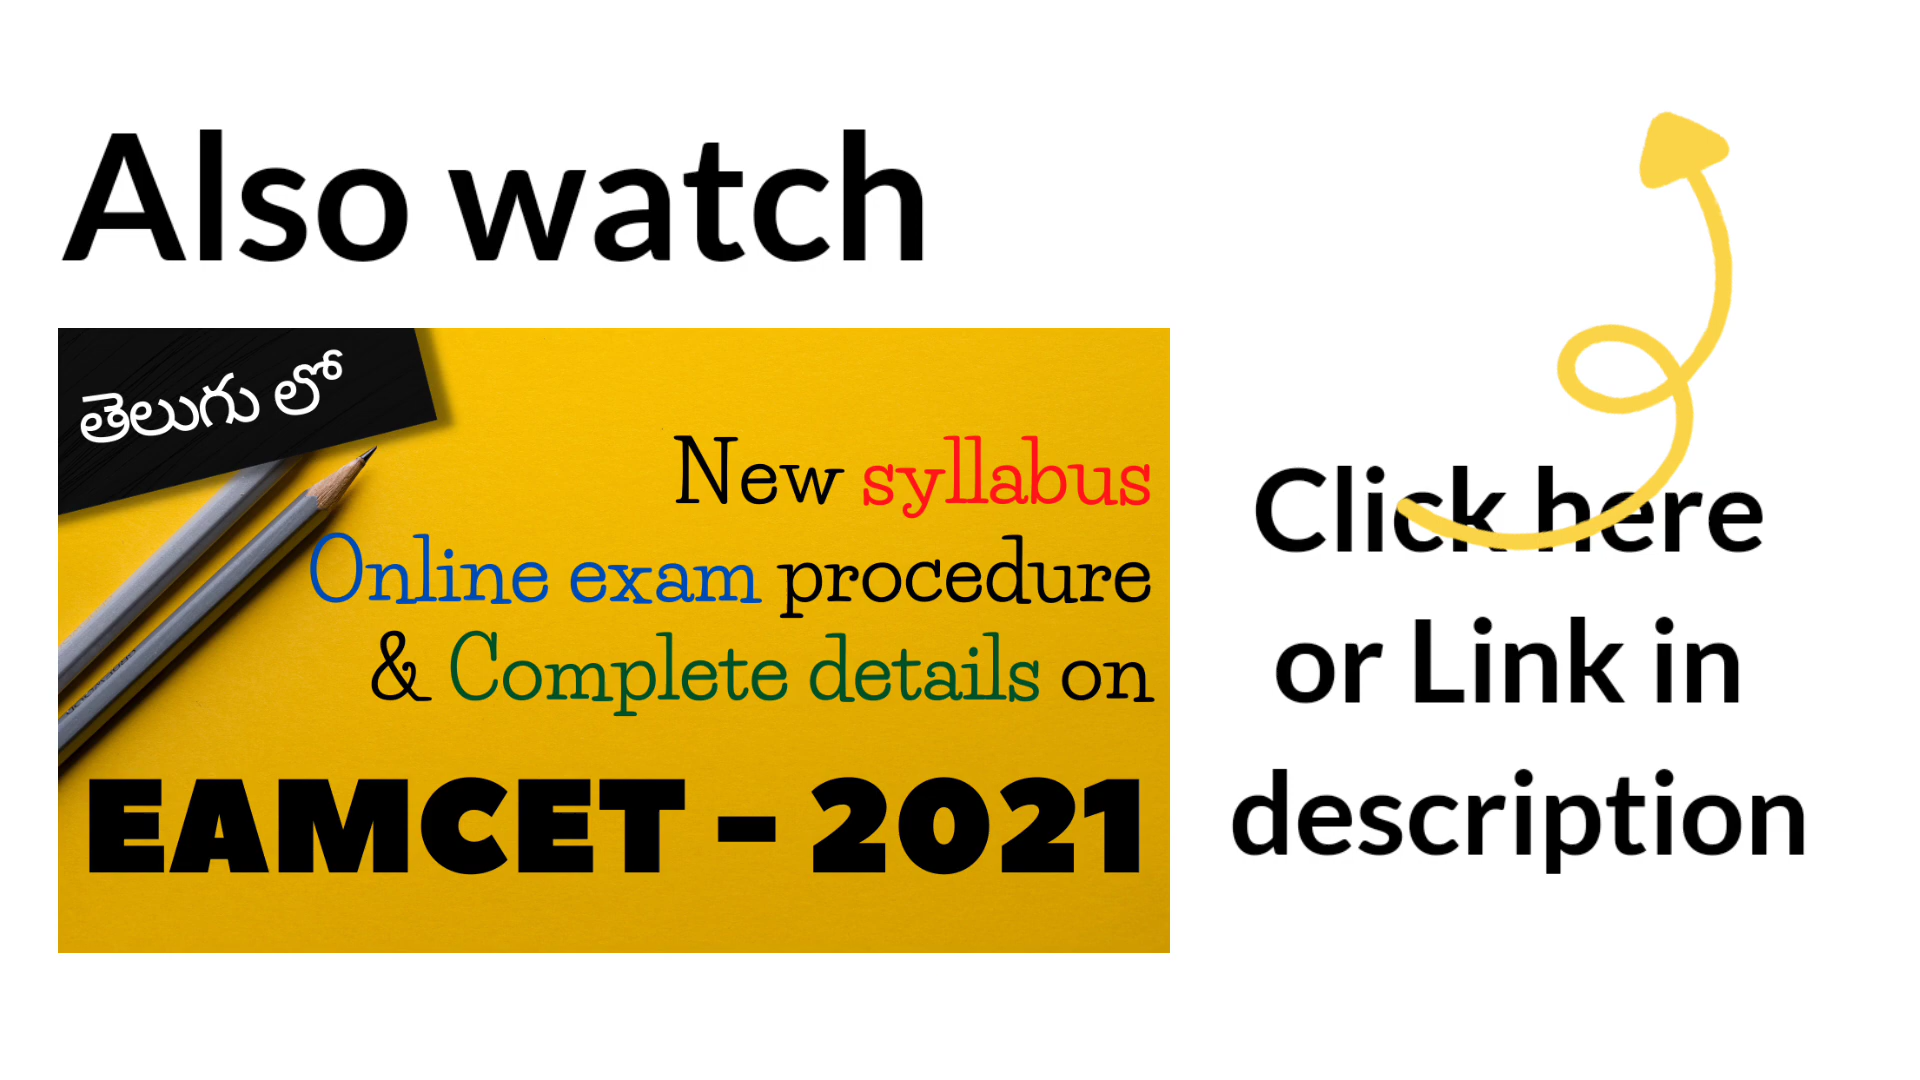 Also watch
తెలుగు లో
New syllabus
Online exam procedure
& Complete details on
EAMCET - 2021
Click here
or Link in
description